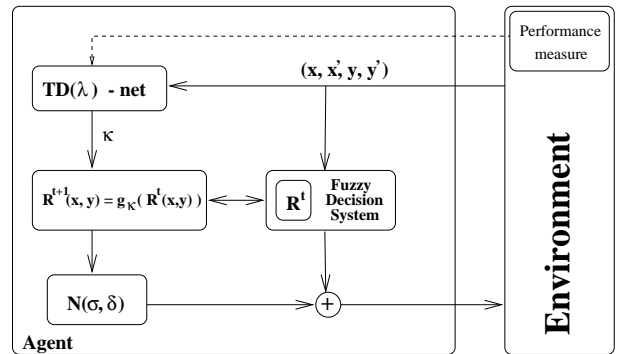 Performance
measure
(x, x', y, y')
TD(λ) - net
κ
R^{t+1}(x, y) = g_κ( R^t(x,y) )
R^t
Fuzzy
Decision
System
N(σ, δ)
+
Agent
Environment